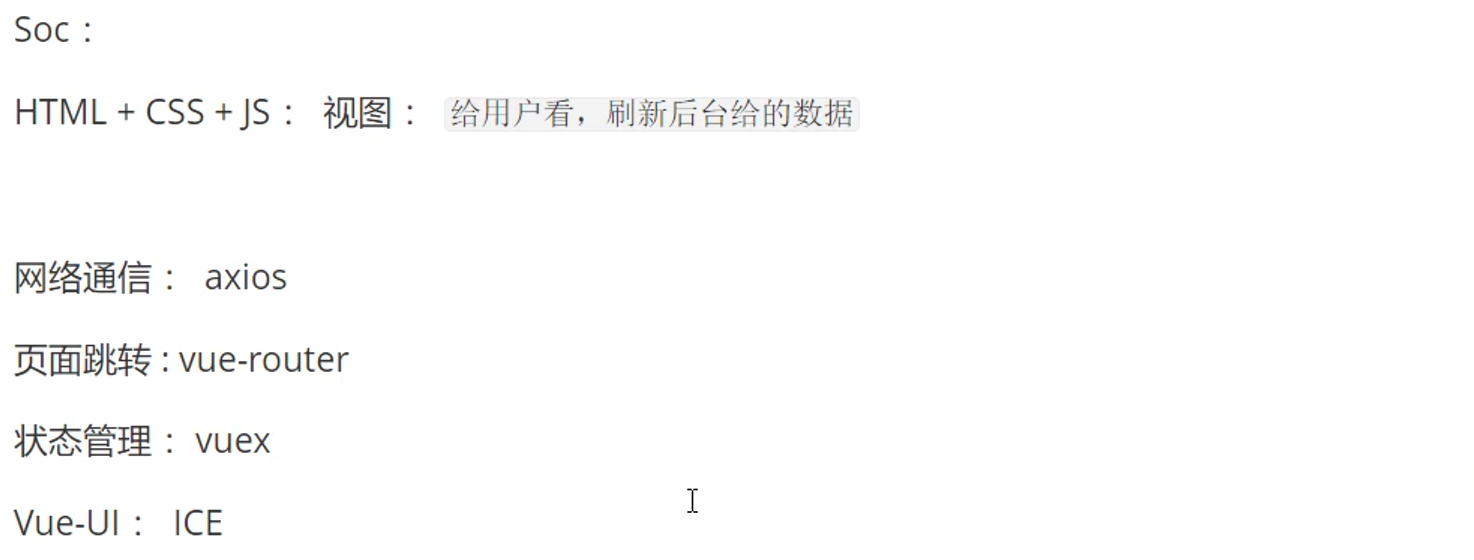 Soc：
HTML + CSS + JS： 视图： 给用户看，刷新后台给的数据
网络通信： axios
页面跳转 : vue-router
状态管理： vuex
Vue-UI： ICE